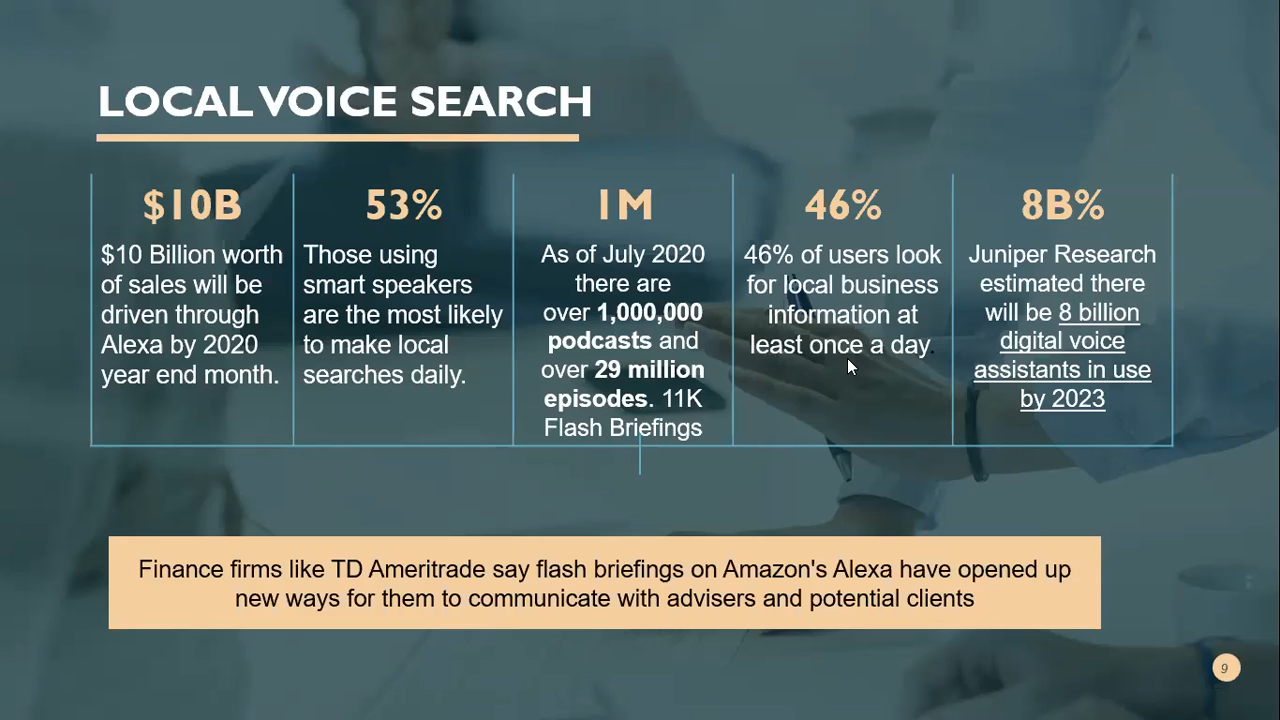 LOCAL VOICE SEARCH
$10B
$10 Billion worth
of sales will be
driven through
Alexa by 2020
year end month.
53%
Those using
smart speakers
are the most likely
to make local
searches daily.
1M
As of July 2020
there are
over 1,000,000
podcasts and
over 29 million
episodes. 11K
Flash Briefings
46%
46% of users look
for local business
information at
least once a day.
8B%
Juniper Research
estimated there
will be 8 billion
digital voice
assistants in use
by 2023
Finance firms like TD Ameritrade say flash briefings on Amazon's Alexa have opened up
new ways for them to communicate with advisers and potential clients
9